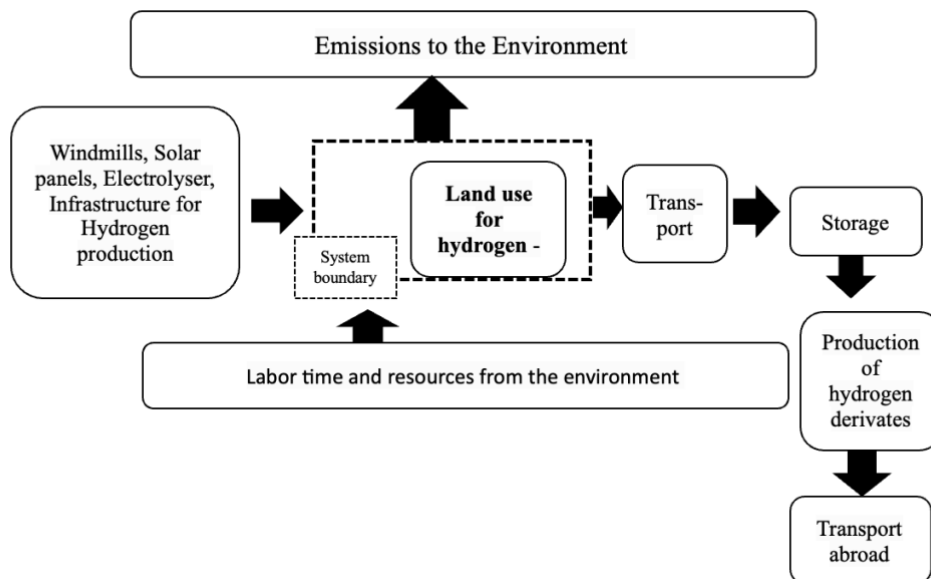 Emissions to the Environment
Windmills, Solar
panels, Electrolyser,
Infrastructure for
Hydrogen
production
Land use
for
hydrogen -
System
boundary
Trans-
port
Storage
Labor time and resources from the environment
Production
of
hydrogen
derivates
Transport
abroad